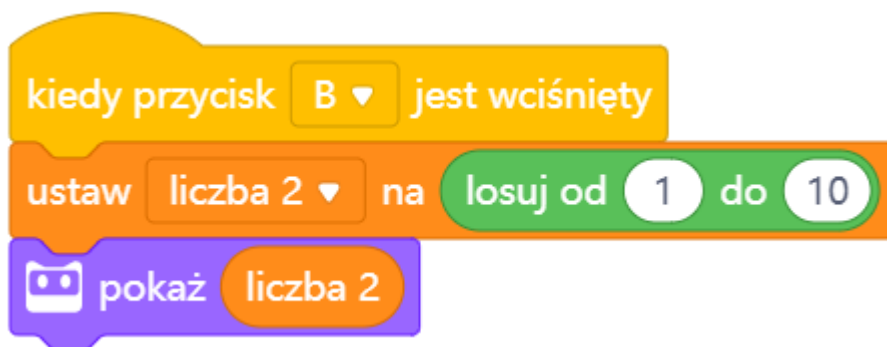 kiedy przycisk B jest wciśnięty
ustaw liczba 2 na losuj od 1 do 10
pokaż liczba 2